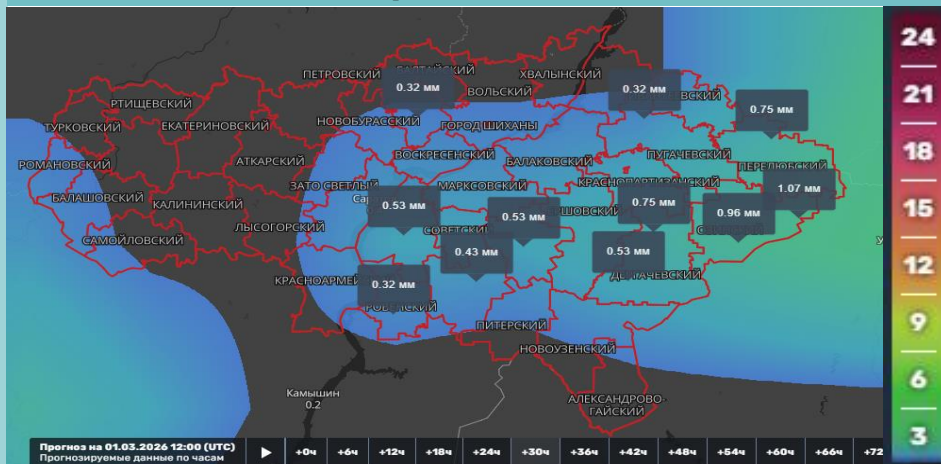 24
21
18
15
12
9
6
3
ПЕТРОВСКИЙ
ХВАЛЫНСКИЙ
0.32 мм
ВОЛЬСКИЙ
0.32 мм
РТИЩЕВСКИЙ
0.75 мм
ТУРКОВСКИЙ
ЕКАТЕРИНОВСКИЙ
НОВОБУРАССКИЙ
ГОРОД ШИХАНЫ
РОМАНОВСКИЙ
АТКАРСКИЙ
ВОСКРЕСЕНСКИЙ
БАЛАКОВСКИЙ
ПУГАЧЕВСКИЙ
ПЕРЕЛЮБСКИЙ
ЗАТО СВЕТЛЫЙ
МАРКСОВСКИЙ
КРАСНОПАРТИЗАНСКИЙ
1.07 мм
БАЛАШОВСКИЙ
КАЛИНИНСКИЙ
0.53 мм
0.53 мм
0.75 мм
0.96 мм
ЛЫСОГОРСКИЙ
СОВЕТСКИЙ
САМОЙЛОВСКИЙ
0.43 мм
0.53 мм
КРАСНОАРМЕЙ
0.32 мм
ДЕРГАЧЕВСКИЙ
ПИТЕРСКИЙ
НОВОУЗЕНСКИЙ
Камышин
0.2
АЛЕКСАНДРОВО-
ГАЙСКИЙ
Прогноз на 01.03.2026 12:00 (UTC)
Прогнозируемые данные по часам
+0ч +6ч +12ч +18ч +24ч +30ч +36ч +42ч +48ч +54ч +60ч +66ч +72